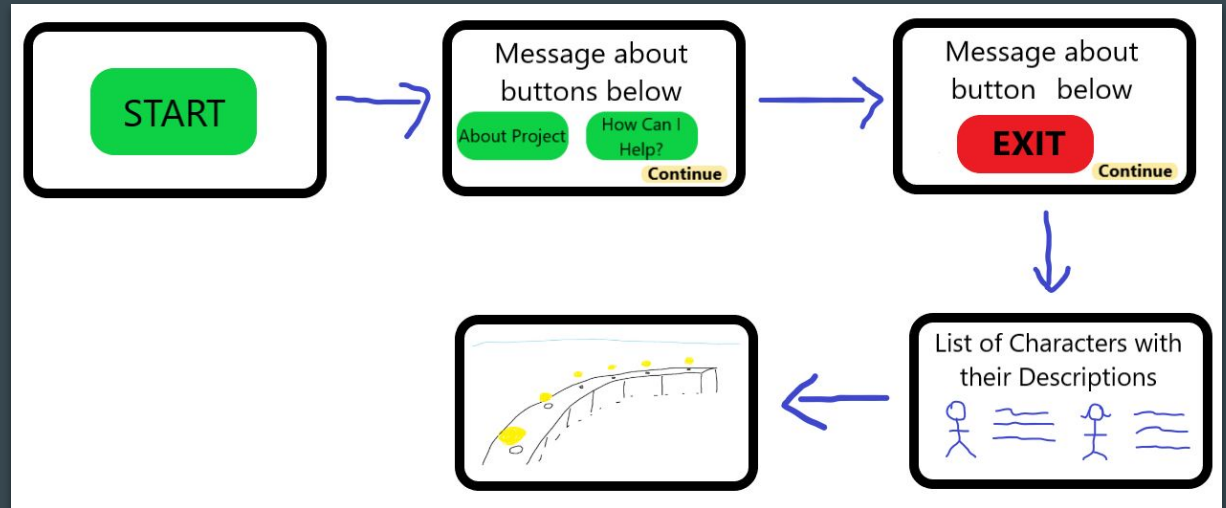 START
Message about
buttons below
About Project
How Can I
Help?
Continue
Message about
button below
EXIT
Continue
List of Characters with
their Descriptions